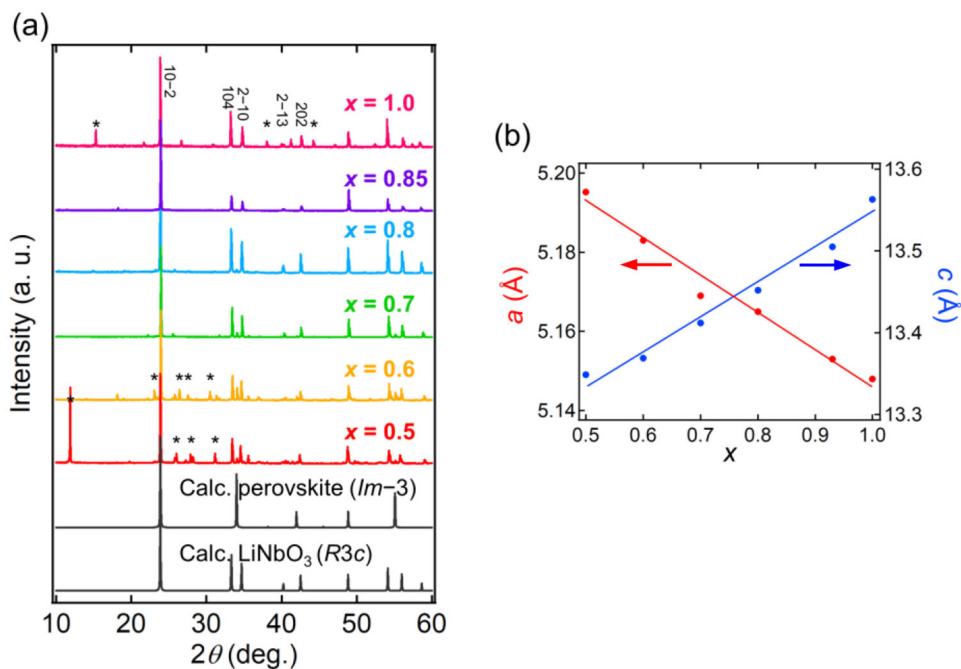 (a)
10−2
104
2−10
2−13
202
*
*
*
x = 1.0
x = 0.85
x = 0.8
x = 0.7
* ** *
x = 0.6
*
* * *
x = 0.5
Calc. perovskite (Im−3)
Calc. LiNbO3 (R3c)
Intensity (a. u.)
10 20 30 40 50 60
2θ (deg.)
(b)
5.20
5.18
5.16
5.14
a (Å)
13.6
13.5
13.4
13.3
c (Å)
0.5 0.6 0.7 0.8 0.9 1.0
x